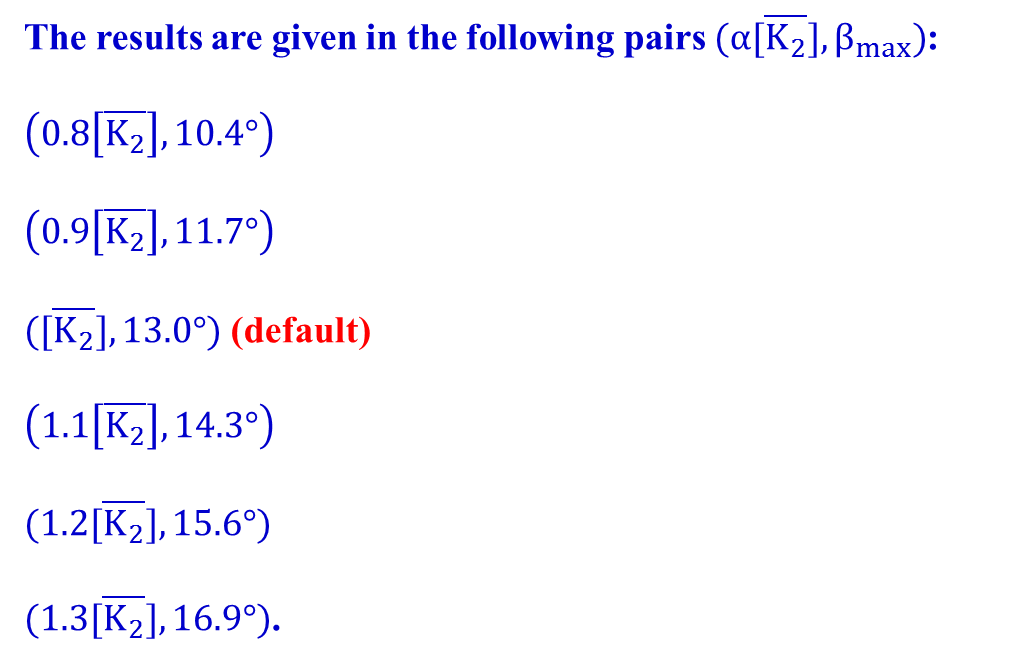 The results are given in the following pairs (α[K̅₂], βₘₐₓ):
(0.8[K̅₂], 10.4°)
(0.9[K̅₂], 11.7°)
([K̅₂], 13.0°) (default)
(1.1[K̅₂], 14.3°)
(1.2[K̅₂], 15.6°)
(1.3[K̅₂], 16.9°).